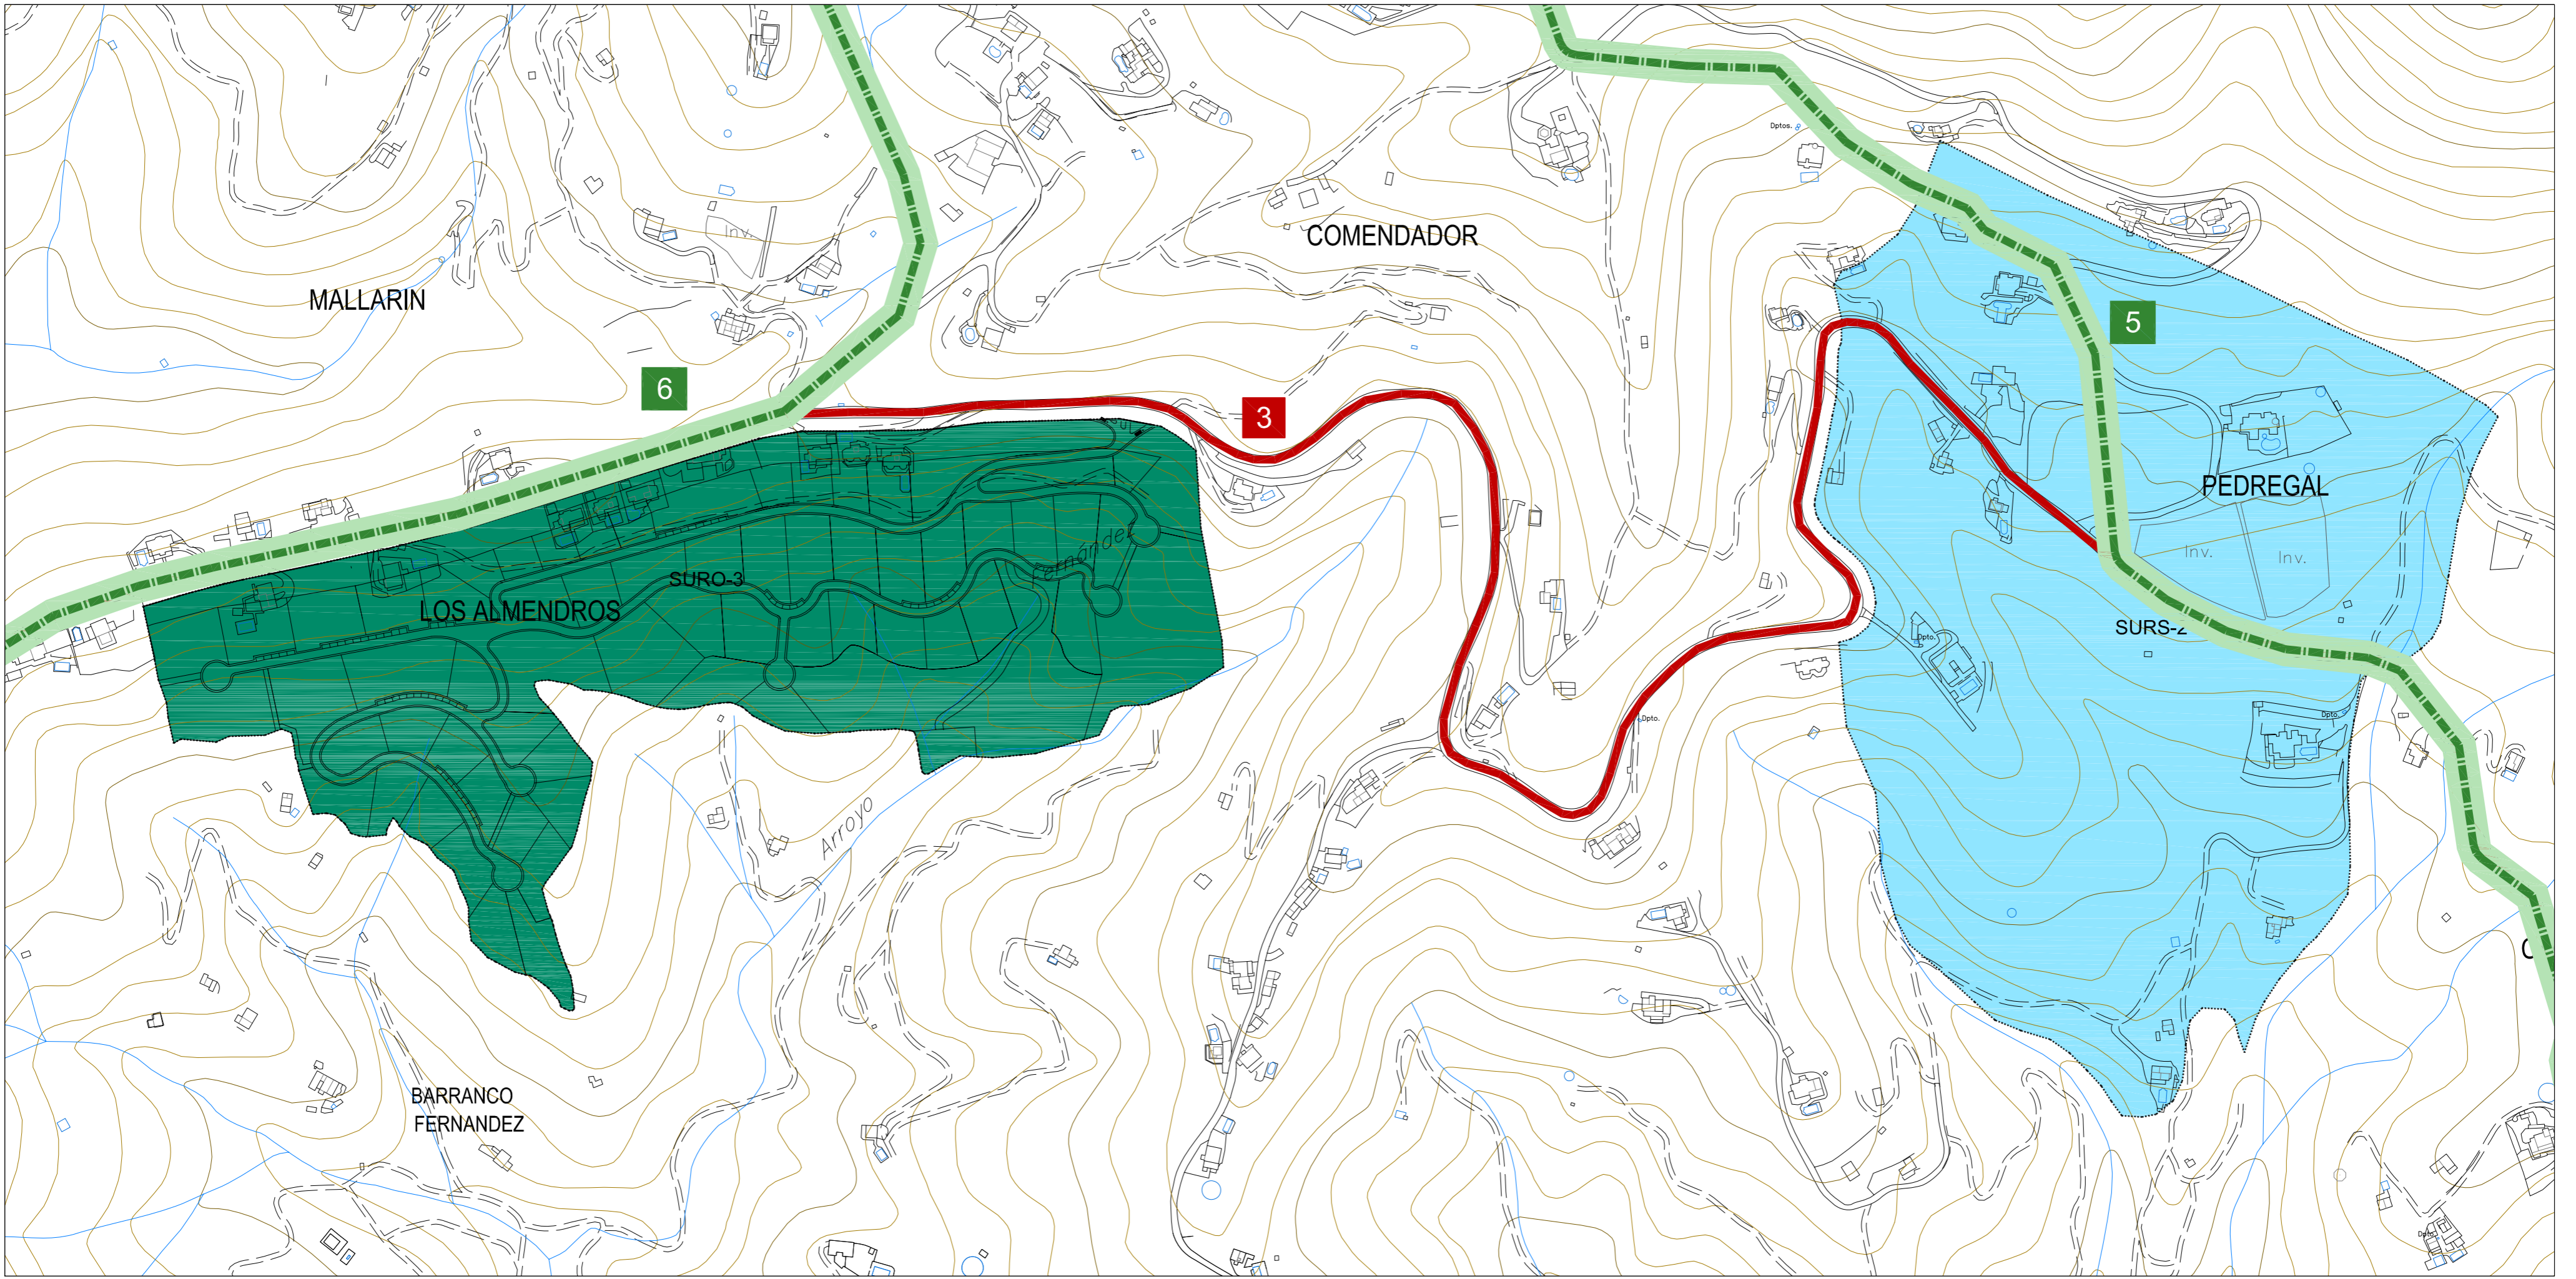 Dptos.
Inv.
COMENDADOR
MALLARIN
5
6
3
PEDREGAL
Fernández
Inv.
Inv.
SURO-3
LOS ALMENDROS
SURS-2
Dpto.
Dpto.
Dpto.
Arroyo
C
BARRANCO
FERNANDEZ
Dpto.